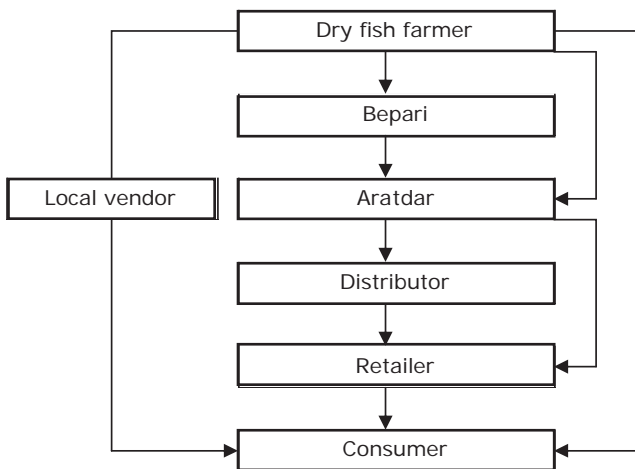 Dry fish farmer
Bepari
Local vendor
Aratdar
Distributor
Retailer
Consumer